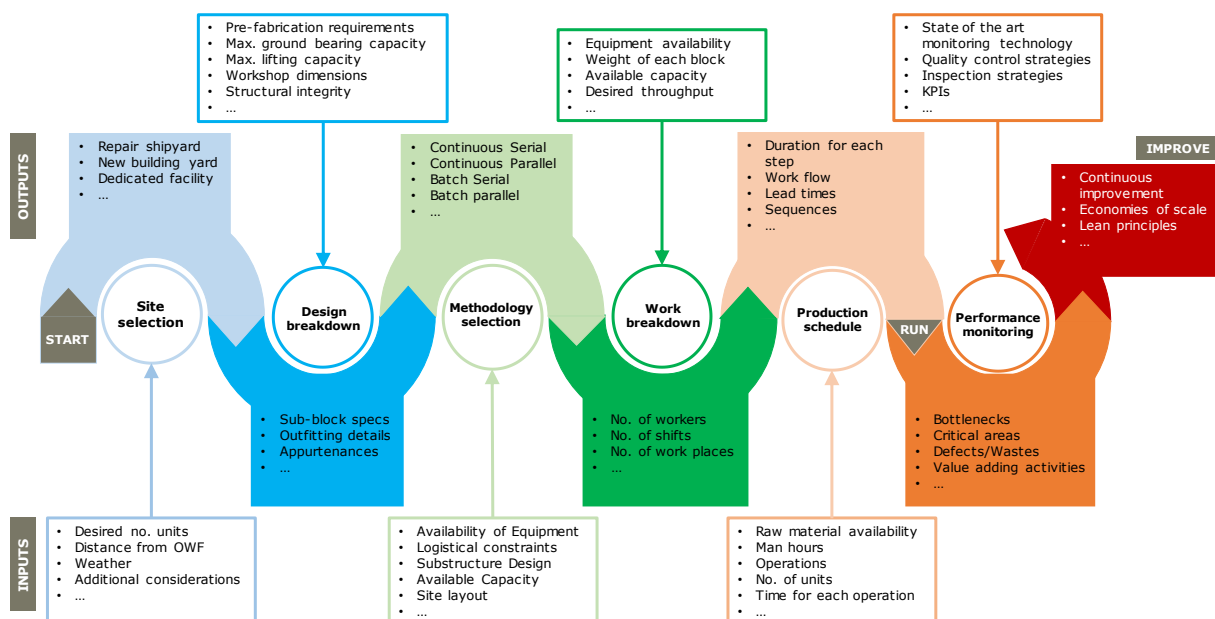 • Pre-fabrication requirements
• Max. ground bearing capacity
• Max. lifting capacity
• Workshop dimensions
• Structural integrity
• ...
• Equipment availability
• Weight of each block
• Available capacity
• Desired throughput
• ...
• State of the art
monitoring technology
• Quality control strategies
• Inspection strategies
• KPIs
• ...
OUTPUTS
• Repair shipyard
• New building yard
• Dedicated facility
• ...
• Continuous Serial
• Continuous Parallel
• Batch Serial
• Batch parallel
• ...
• Duration for each
step
• Work flow
• Lead times
• Sequences
• ...
IMPROVE
• Continuous
improvement
• Economies of scale
• Lean principles
• ...
START
Site
selection
Design
breakdown
Methodology
selection
Work
breakdown
Production
schedule
RUN
Performance
monitoring
• Sub-block specs
• Outfitting details
• Appurtenances
• ...
• No. of workers
• No. of shifts
• No. of work places
• ...
• Bottlenecks
• Critical areas
• Defects/Wastes
• Value adding activities
• ...
INPUTS
• Desired no. units
• Distance from OWF
• Weather
• Additional considerations
• ...
• Availability of Equipment
• Logistical constraints
• Substructure Design
• Available Capacity
• Site layout
• ...
• Raw material availability
• Man hours
• Operations
• No. of units
• Time for each operation
• ...